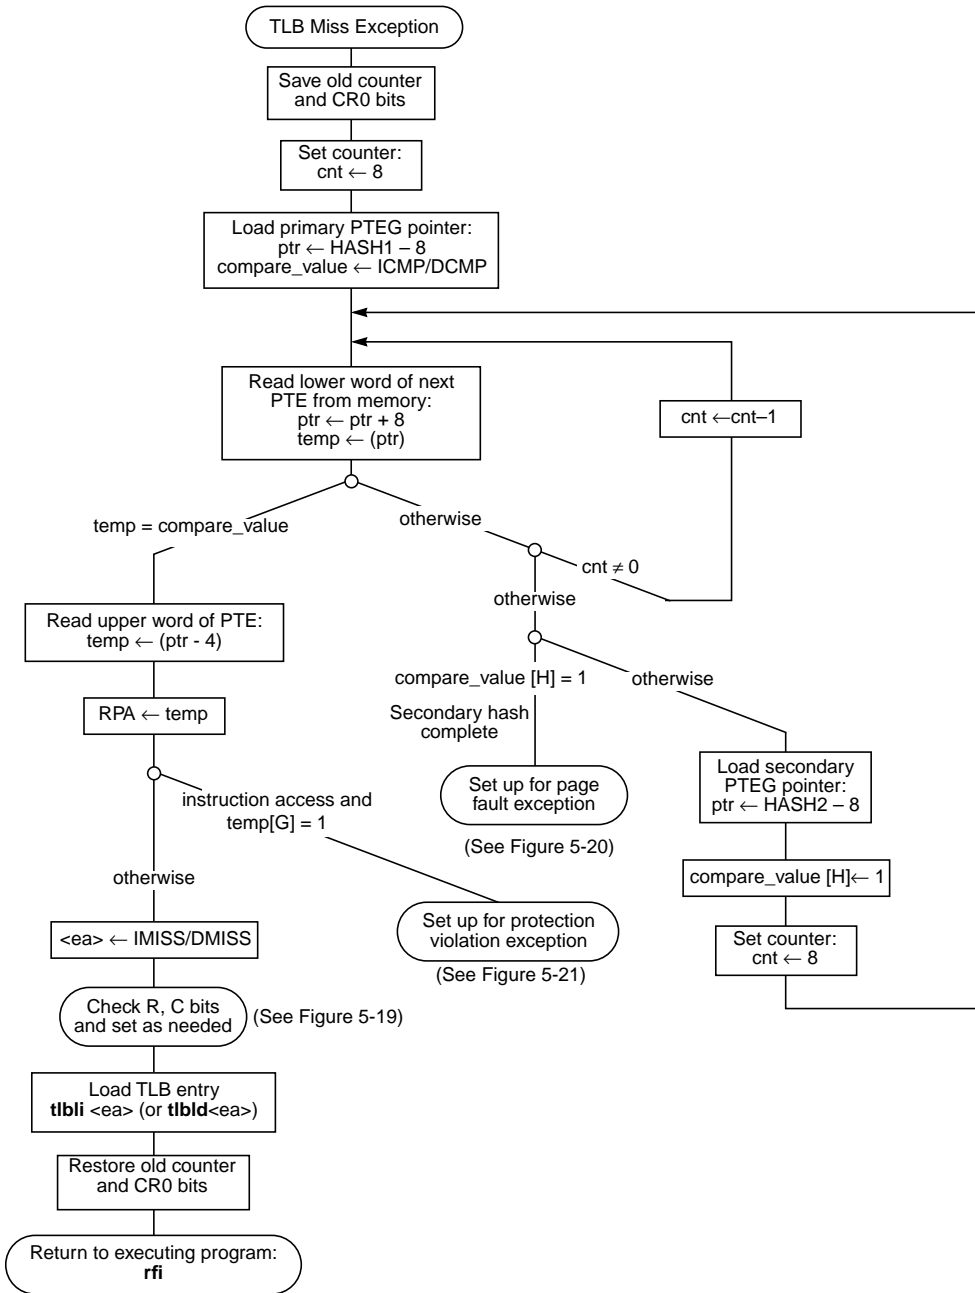 TLB Miss Exception
Save old counter
and CR0 bits
Set counter:
cnt ← 8
Load primary PTEG pointer:
ptr ← HASH1 – 8
compare_value ← ICMP/DCMP
Read lower word of next
PTE from memory:
ptr ← ptr + 8
temp ← (ptr)
cnt ←cnt–1
temp = compare_value
otherwise
cnt ≠ 0
otherwise
Read upper word of PTE:
temp ← (ptr - 4)
compare_value [H] = 1
otherwise
Secondary hash
complete
RPA ← temp
Set up for page
fault exception
(See Figure 5-20)
Load secondary
PTEG pointer:
ptr ← HASH2 – 8
instruction access and
temp[G] = 1
otherwise
compare_value [H]← 1
<ea> ← IMISS/DMISS
Set up for protection
violation exception
(See Figure 5-21)
Set counter:
cnt ← 8
Check R, C bits
and set as needed
(See Figure 5-19)
Load TLB entry
tlbli <ea> (or tlbld<ea>)
Restore old counter
and CR0 bits
Return to executing program:
rfi